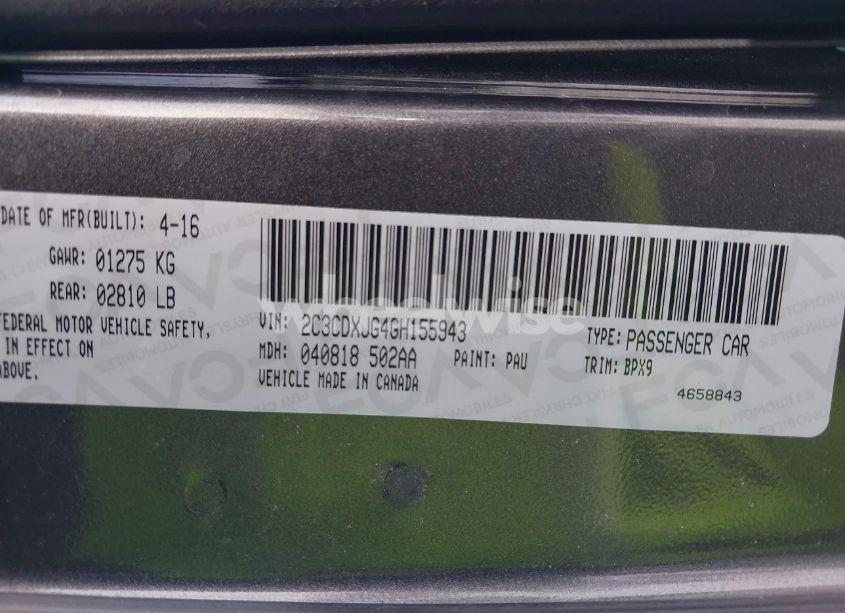 DATE OF MFR(BUILT): 4-16
GAWR: 01275 KG
REAR: 02810 LB
FEDERAL MOTOR VEHICLE SAFETY,
IN EFFECT ON
ABOVE.
wheelwise
VIN: 2C3CDXJG4GH155943
MDH: 040818 502AA
PAINT: PAU
VEHICLE MADE IN CANADA
TYPE: PASSENGER CAR
TRIM: BPX9
4658843